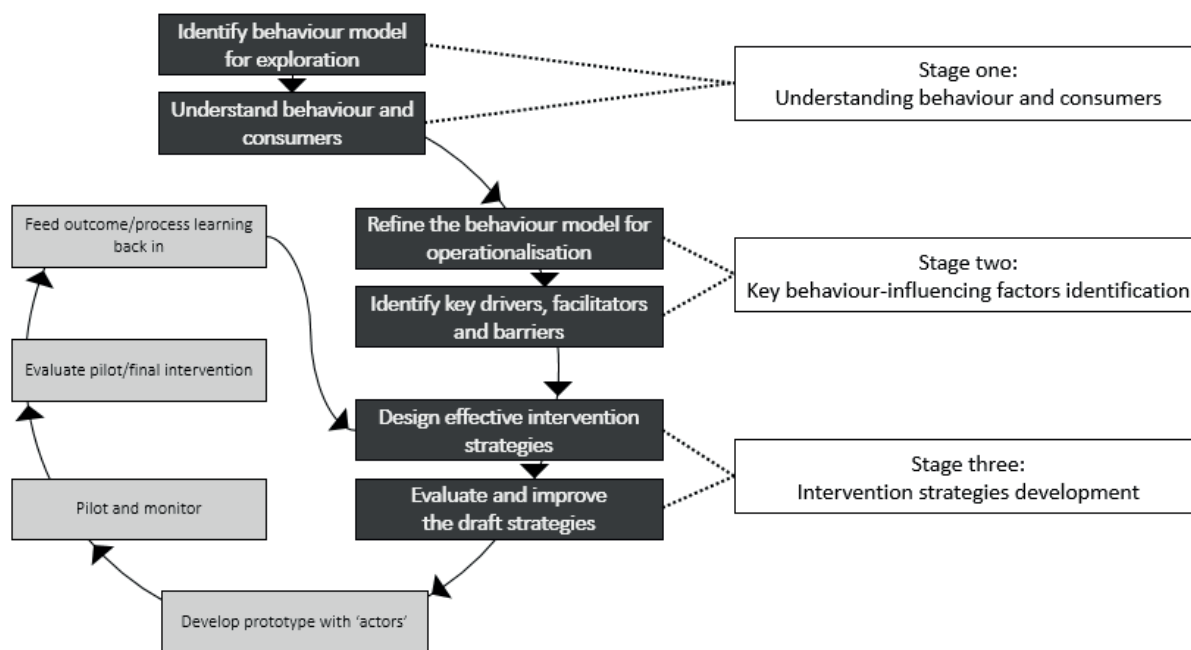 Identify behaviour model
for exploration
Understand behaviour and
consumers
Stage one:
Understanding behaviour and consumers
Feed outcome/process learning
back in
Refine the behaviour model for
operationalisation
Identify key drivers, facilitators
and barriers
Stage two:
Key behaviour-influencing factors identification
Evaluate pilot/final intervention
Design effective intervention
strategies
Evaluate and improve
the draft strategies
Stage three:
Intervention strategies development
Pilot and monitor
Develop prototype with ‘actors’